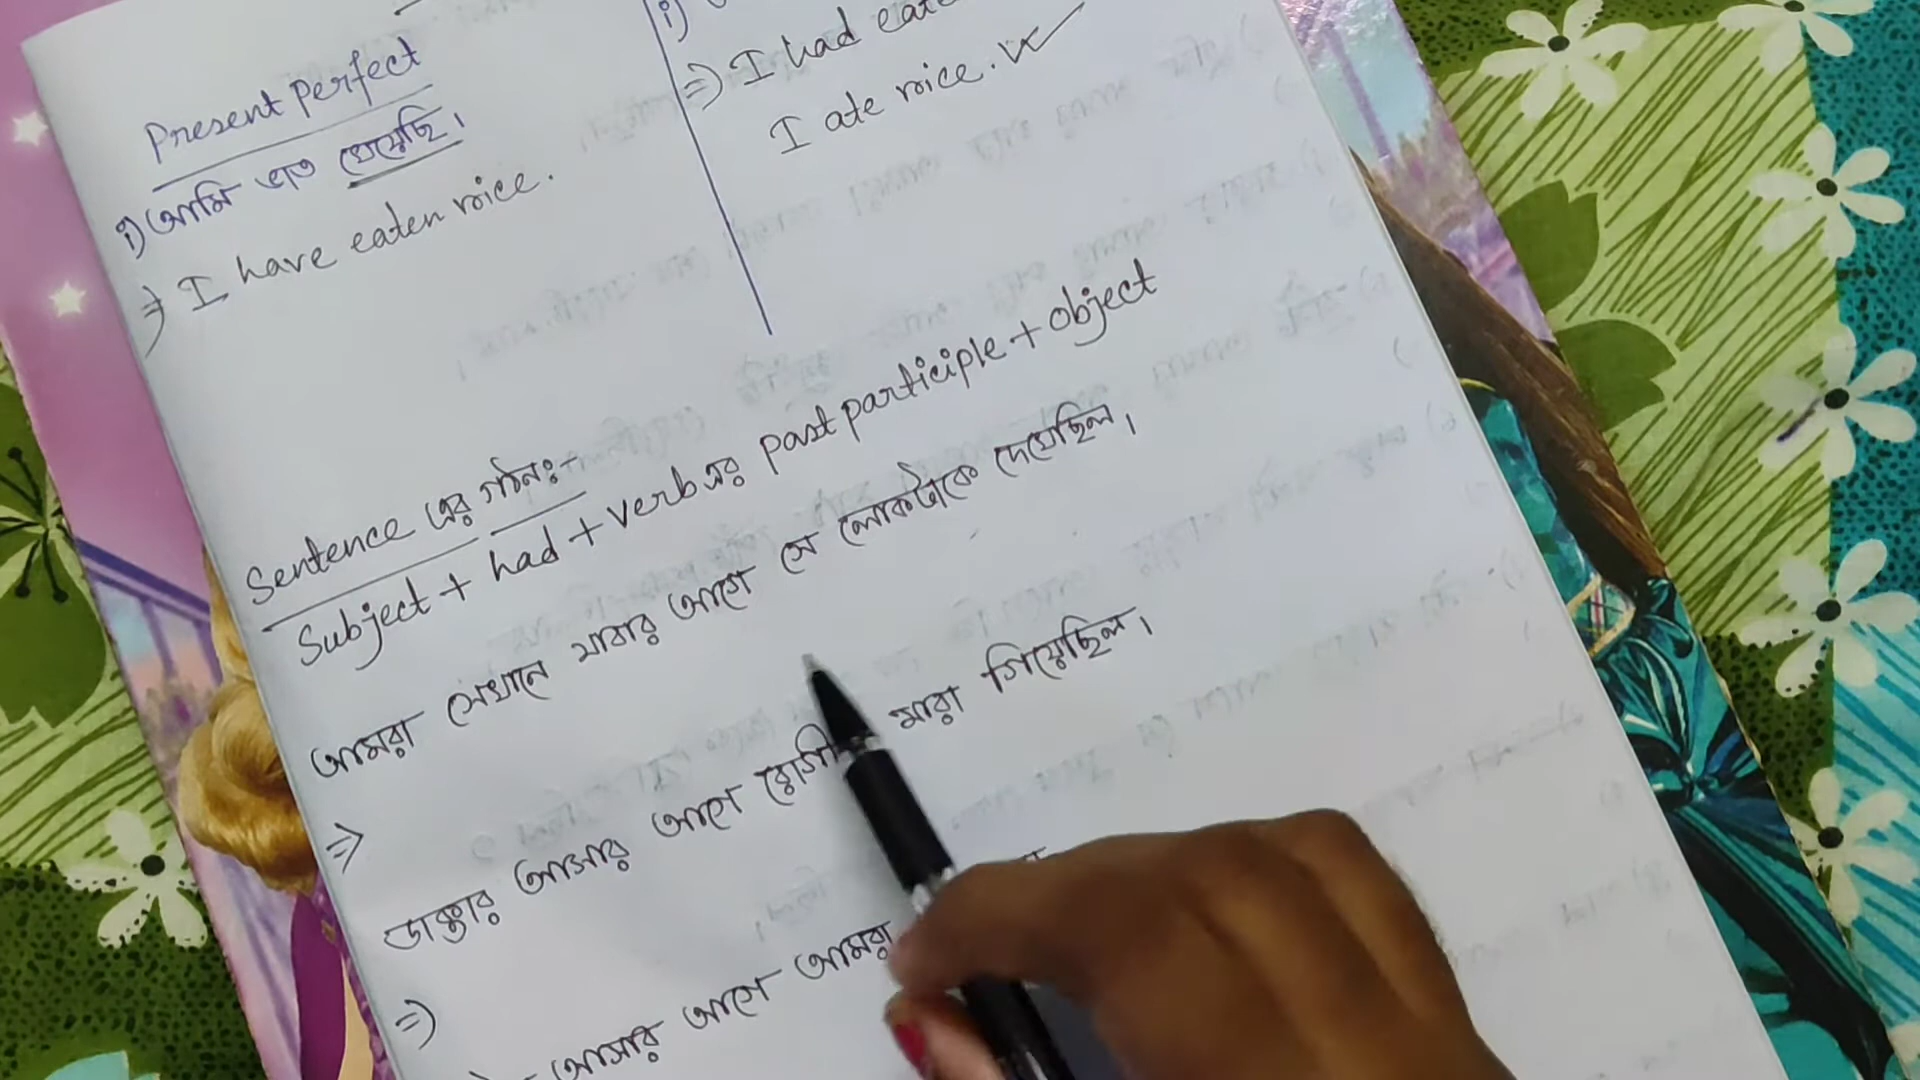 Present Perfect
i) আমি ভাত খেয়েছি।
⇒ I have eaten rice.
i)
⇒ I had
I ate rice.
Sentence এর গঠনঃ-
Subject + had + verb এর past participle + object
আমরা সেখানে যাবার আগে সে লোকটাকে দেখেছিল।
⇒
ডাক্তার আসার আগে রোগী মারা গিয়েছিল।
⇒
আসার আগে আমরা